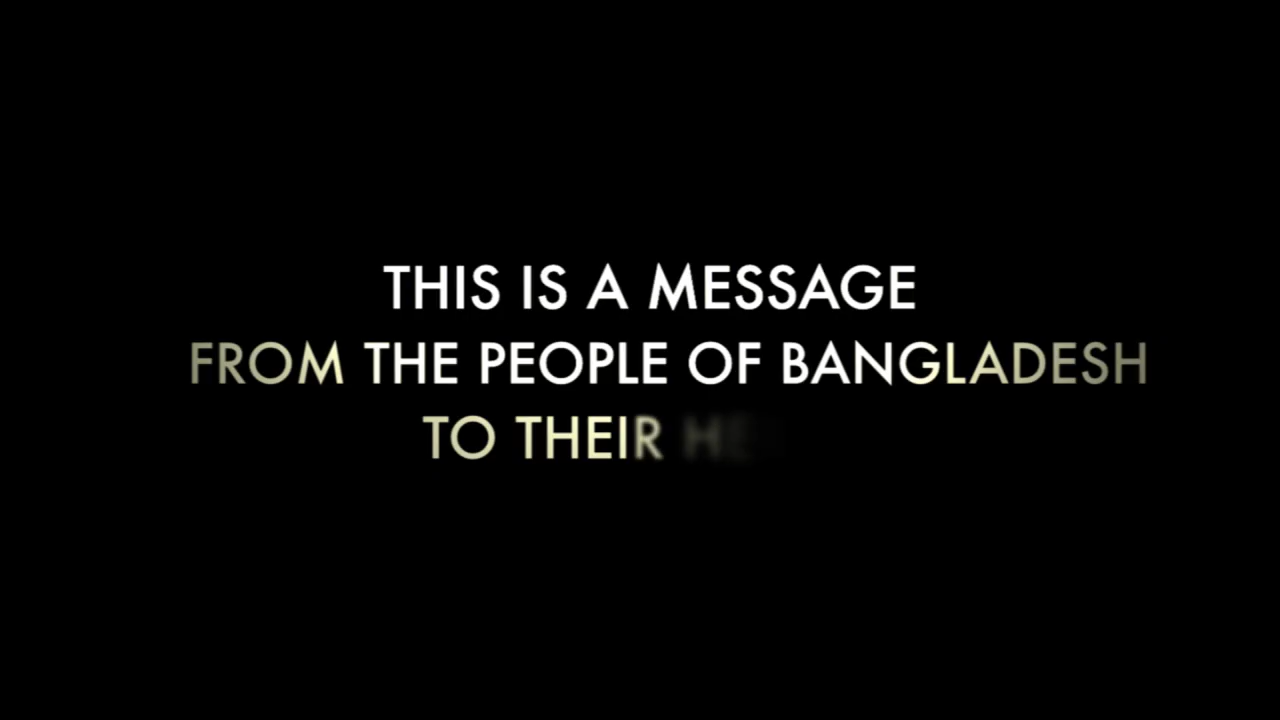 THIS IS A MESSAGE
FROM THE PEOPLE OF BANGLADESH
TO THEIR